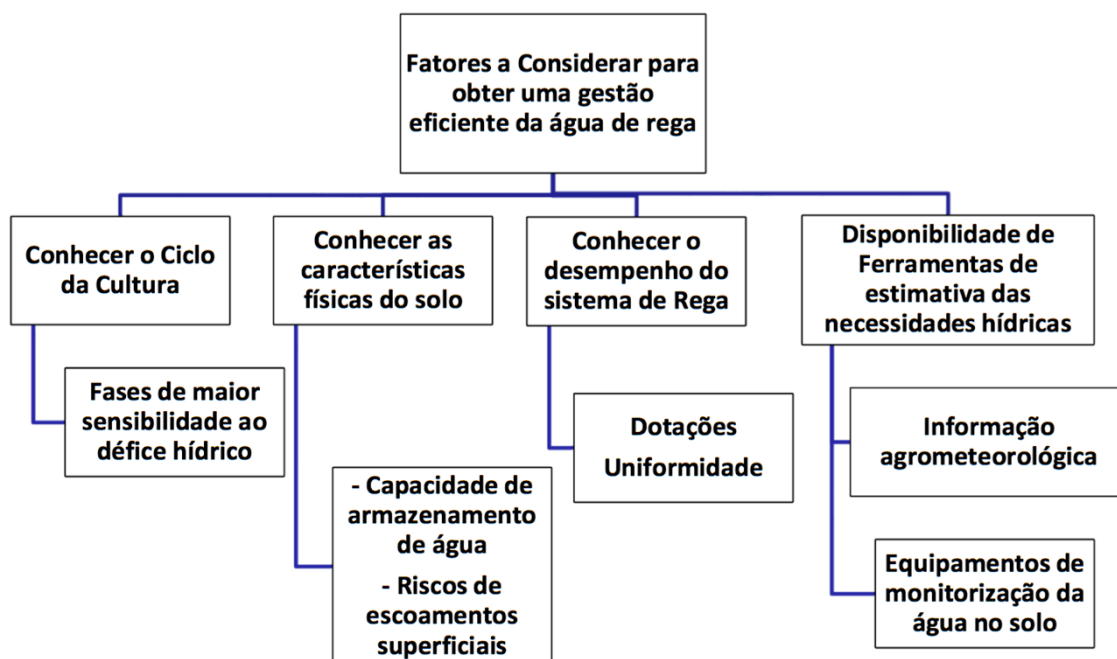 Fatores a Considerar para
obter uma gestão
eficiente da água de rega
Conhecer o Ciclo
da Cultura
Conhecer as
características
físicas do solo
Conhecer o
desempenho do
sistema de Rega
Disponibilidade de
Ferramentas de
estimativa das
necessidades hídricas
Fases de maior
sensibilidade ao
défice hídrico
- Capacidade de
armazenamento
de água
- Riscos de
escoamentos
superficiais
Dotações
Uniformidade
Informação
agrometeorológica
Equipamentos de
monitorização da
água no solo